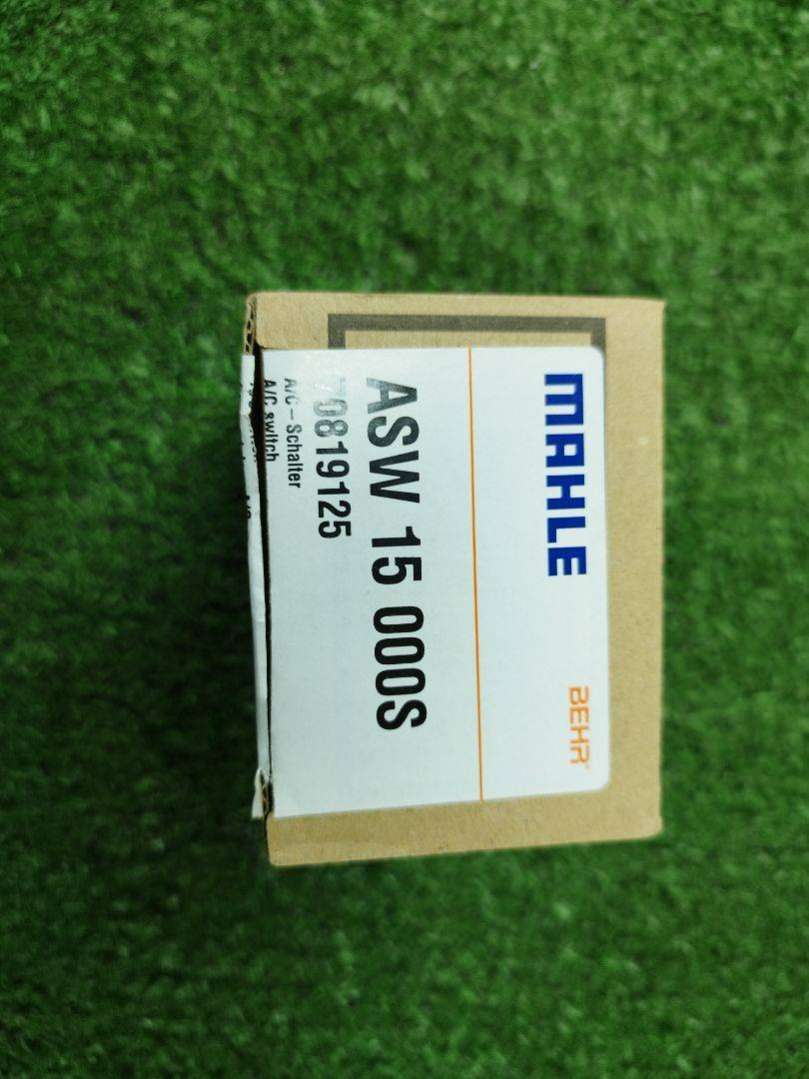 MAHLE
BEHR
ASW 15 000S
70819125
A/C – Schalter
A/C switch